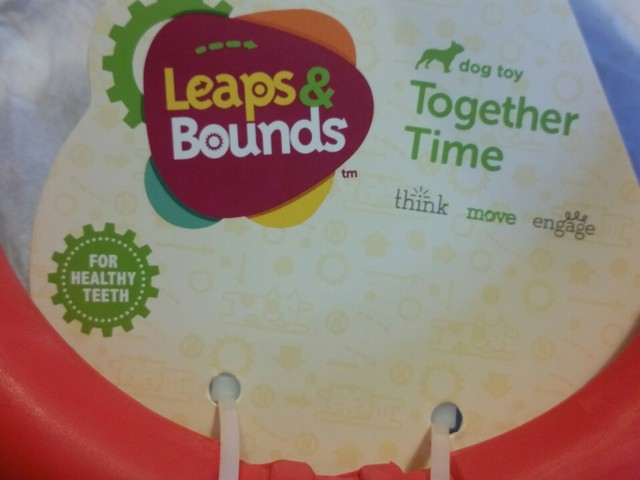 Leaps &
Bounds
tm
dog toy
Together
Time
think move engage
FOR
HEALTHY
TEETH